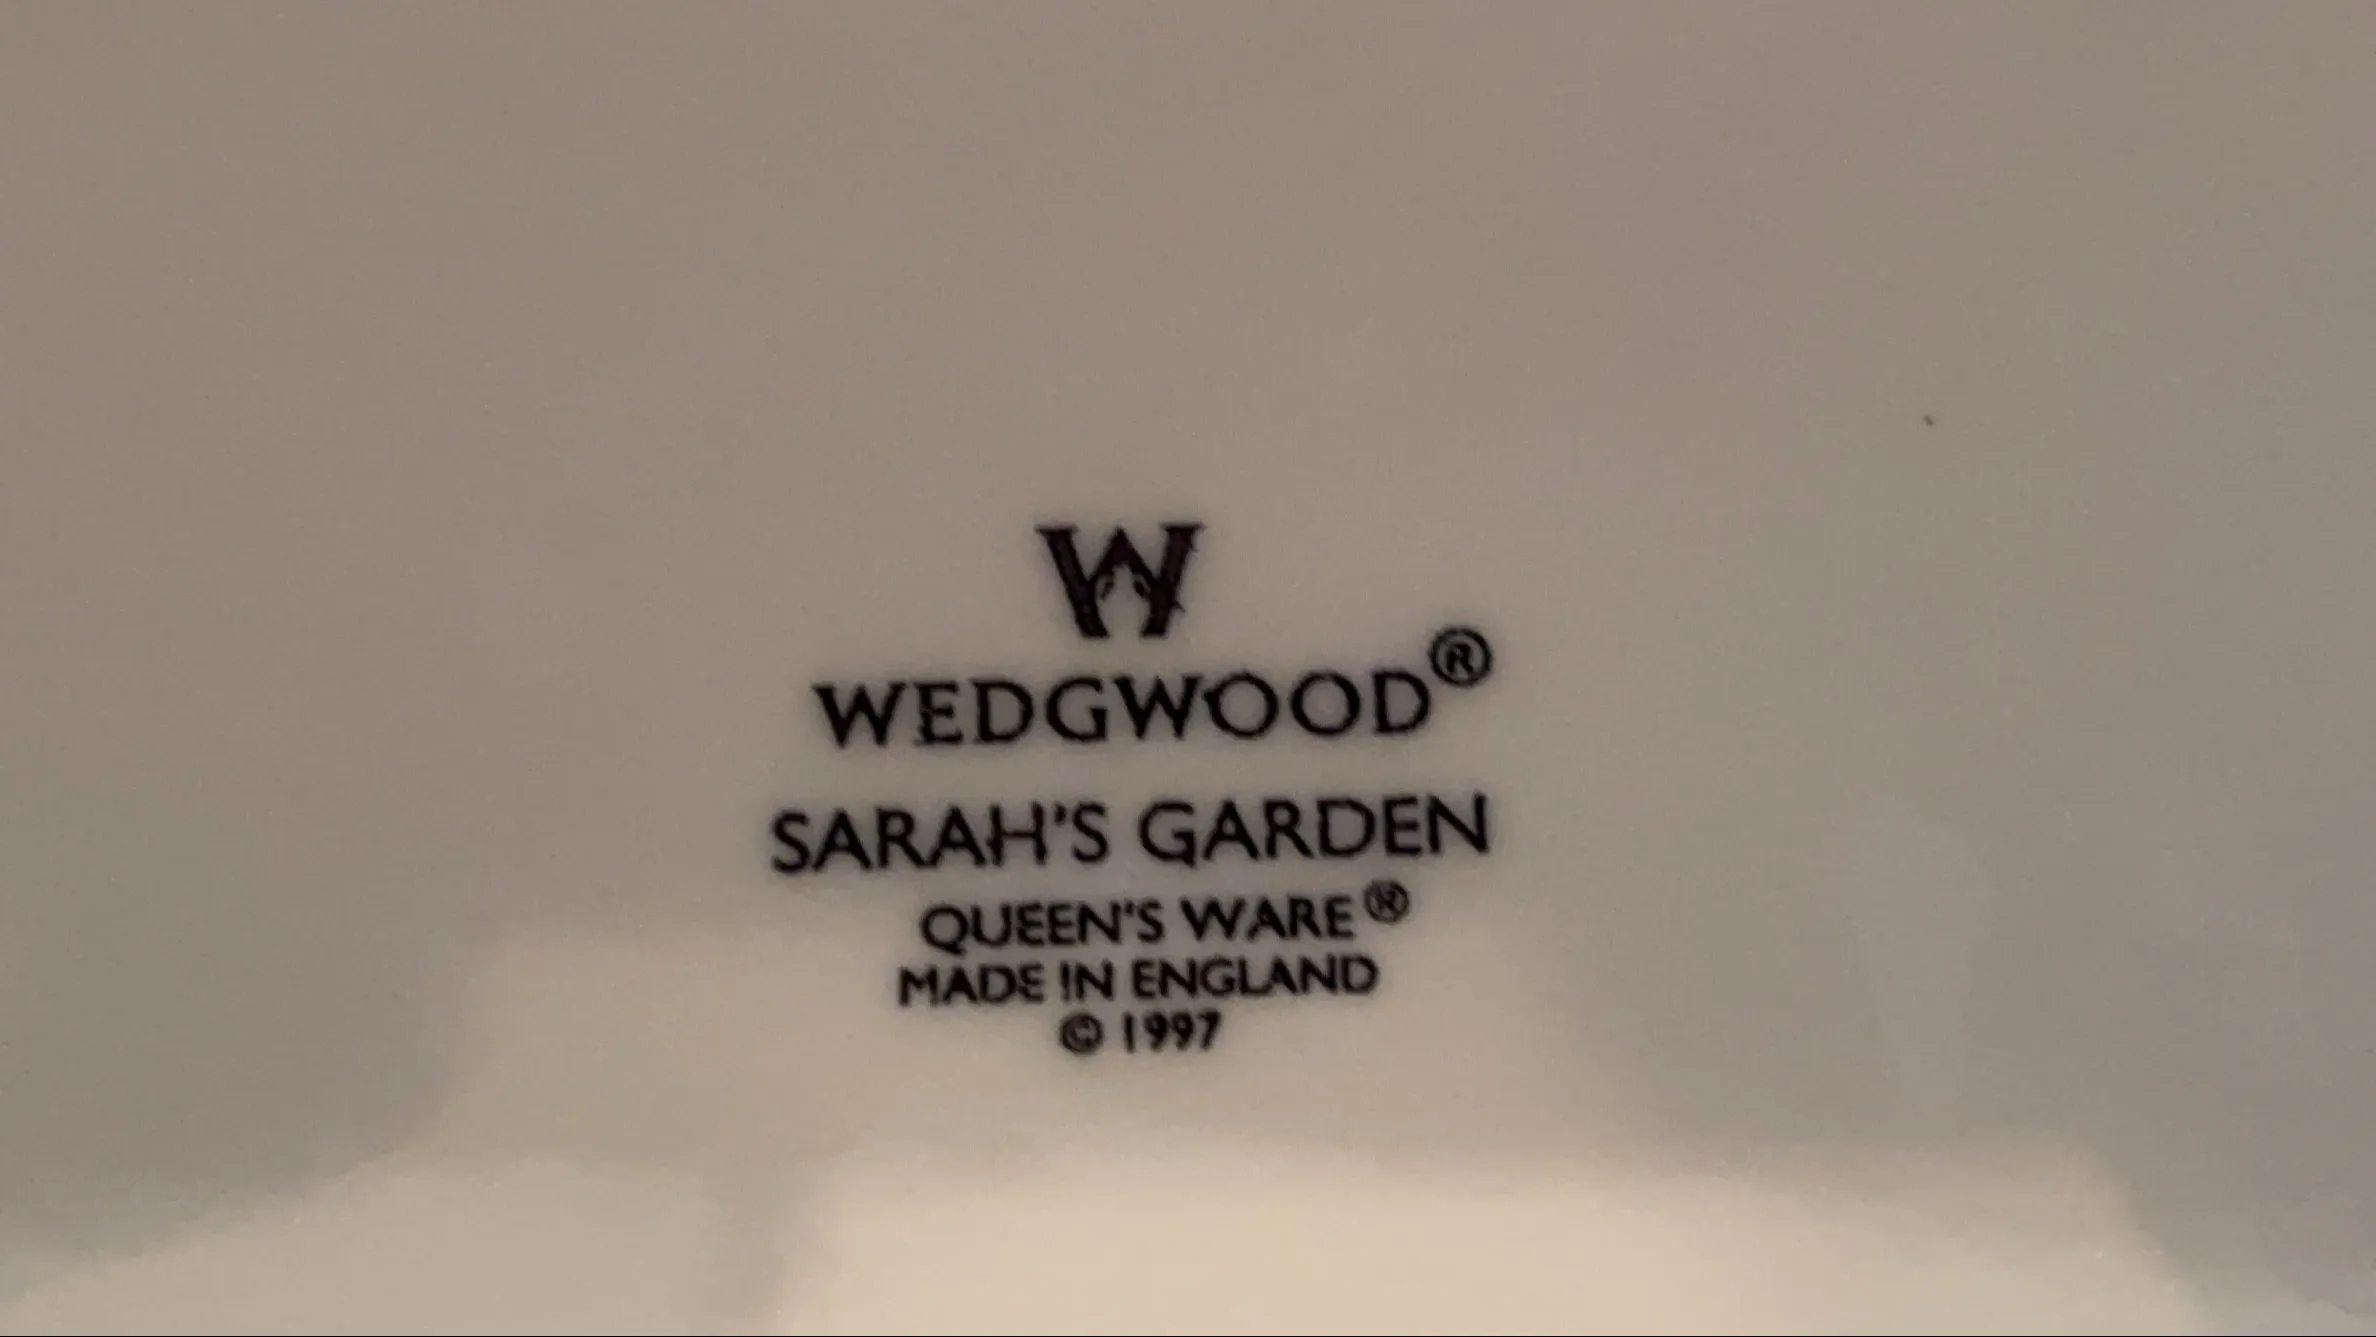 W
WEDGWOOD®
SARAH'S GARDEN
QUEEN'S WARE®
MADE IN ENGLAND
© 1997